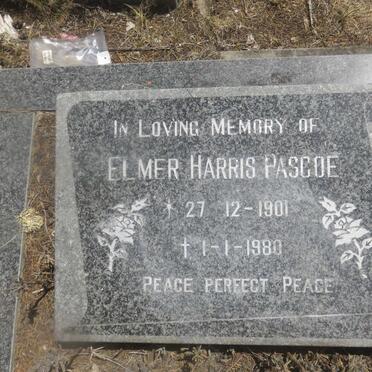 IN LOVING MEMORY OF
ELMER HARRIS PASCOE
* 27-12-1901
† 1-1-1980
PEACE PERFECT PEACE